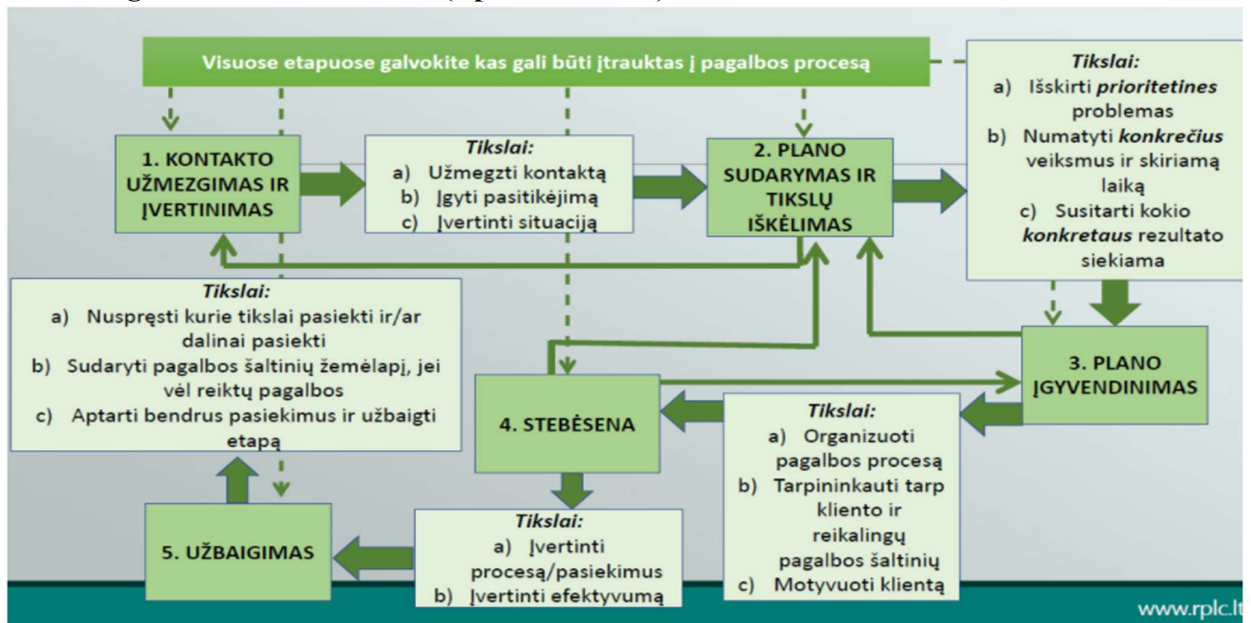 Visuose etapuose galvokite kas gali būti įtrauktas į pagalbos procesą
1. KONTAKTO
UŽMEZGIMAS IR
ĮVERTINIMAS
Tikslai:
a) Užmegzti kontaktą
b) Įgyti pasitikėjimą
c) Įvertinti situaciją
2. PLANO
SUDARYMAS IR
TIKSLŲ
IŠKĖLIMAS
Tikslai:
a) Išskirti prioritetines
problemas
b) Numatyti konkrečius
veiksmus ir skiriamą
laiką
c) Susitarti kokio
konkretaus rezultato
siekiama
3. PLANO
ĮGYVENDINIMAS
Tikslai:
a) Organizuoti
pagalbos procesą
b) Tarpininkauti tarp
kliento ir
reikalingų
pagalbos šaltinių
c) Motyvuoti klientą
4. STEBĖSENA
Tikslai:
a) Įvertinti
procesą/pasiekimus
b) Įvertinti efektyvumą
5. UŽBAIGIMAS
Tikslai:
a) Nuspręsti kurie tikslai pasiekti ir/ar
dalinai pasiekti
b) Sudaryti pagalbos šaltinių žemėlapį, jei
vėl reiktų pagalbos
c) Aptarti bendrus pasiekimus ir užbaigti
etapą
www.rplc.lt